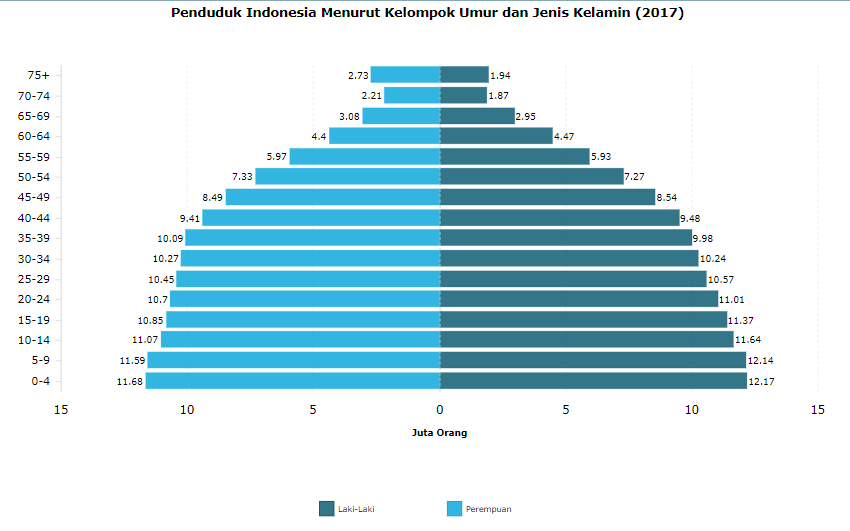 Penduduk Indonesia Menurut Kelompok Umur dan Jenis Kelamin (2017)
75+ 2.73 1.94
70-74 2.21 1.87
65-69 3.08 2.95
60-64 4.4 4.47
55-59 5.97 5.93
50-54 7.33 7.27
45-49 8.49 8.54
40-44 9.41 9.48
35-39 10.09 9.98
30-34 10.27 10.24
25-29 10.45 10.57
20-24 10.7 11.01
15-19 10.85 11.37
10-14 11.07 11.64
5-9 11.59 12.14
0-4 11.68 12.17
15 10 5 0 5 10 15
Juta Orang
Laki-Laki Perempuan